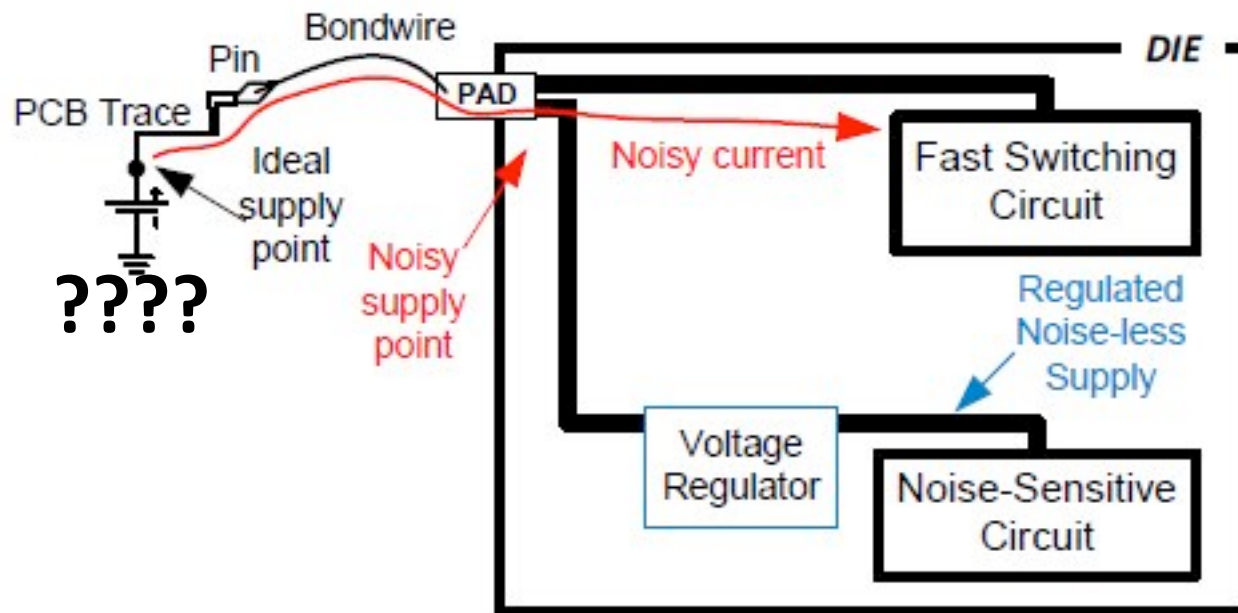 Bondwire
DIE
Pin
PAD
PCB Trace
Ideal
supply
point
Noisy current
Fast Switching
Circuit
Noisy
supply
point
????
Regulated
Noise-less
Supply
Voltage
Regulator
Noise-Sensitive
Circuit